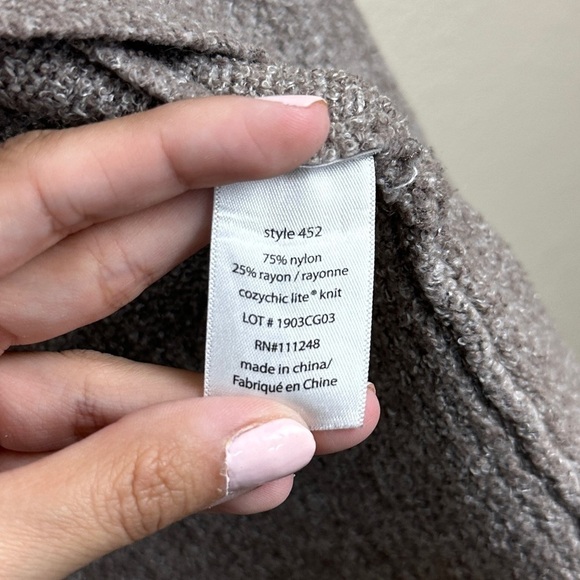 style 452
75% nylon
25% rayon / rayonne
cozychic lite® knit
LOT # 1903CG03
RN#111248
made in china/
Fabriqué en Chine